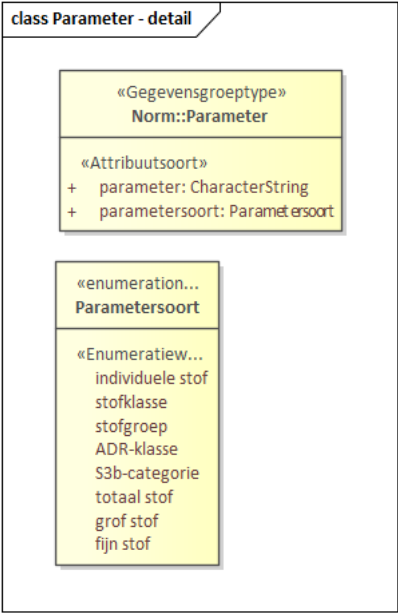 class Parameter - detail
«Gegevensgroeptype»
Norm::Parameter
«Attribuutsoort»
+ parameter: CharacterString
+ parametersoort: Parametersoort
«enumeration...
Parametersoort
«Enumeratiew...
individuele stof
stofklasse
stofgroep
ADR-klasse
S3b-categorie
totaal stof
grof stof
fijn stof